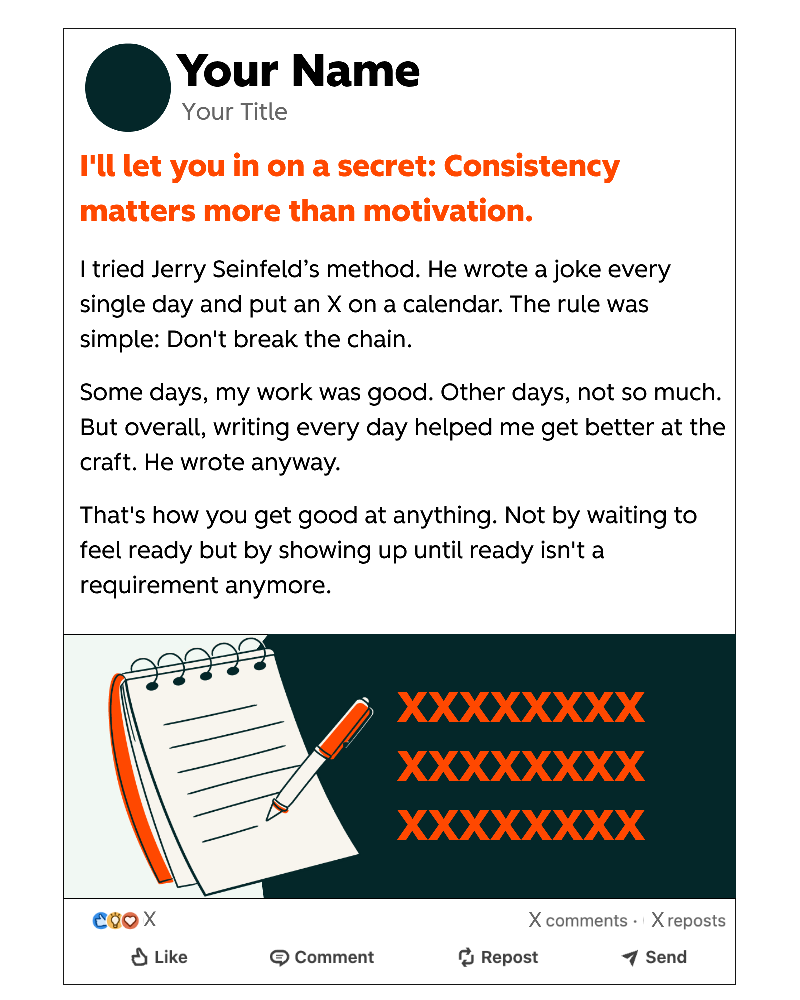 Your Name
Your Title
I'll let you in on a secret: Consistency
matters more than motivation.
I tried Jerry Seinfeld’s method. He wrote a joke every
single day and put an X on a calendar. The rule was
simple: Don't break the chain.
Some days, my work was good. Other days, not so much.
But overall, writing every day helped me get better at the
craft. He wrote anyway.
That's how you get good at anything. Not by waiting to
feel ready but by showing up until ready isn't a
requirement anymore.
XXXXXXXX
XXXXXXXX
XXXXXXXX
X
X comments · X reposts
Like Comment Repost Send